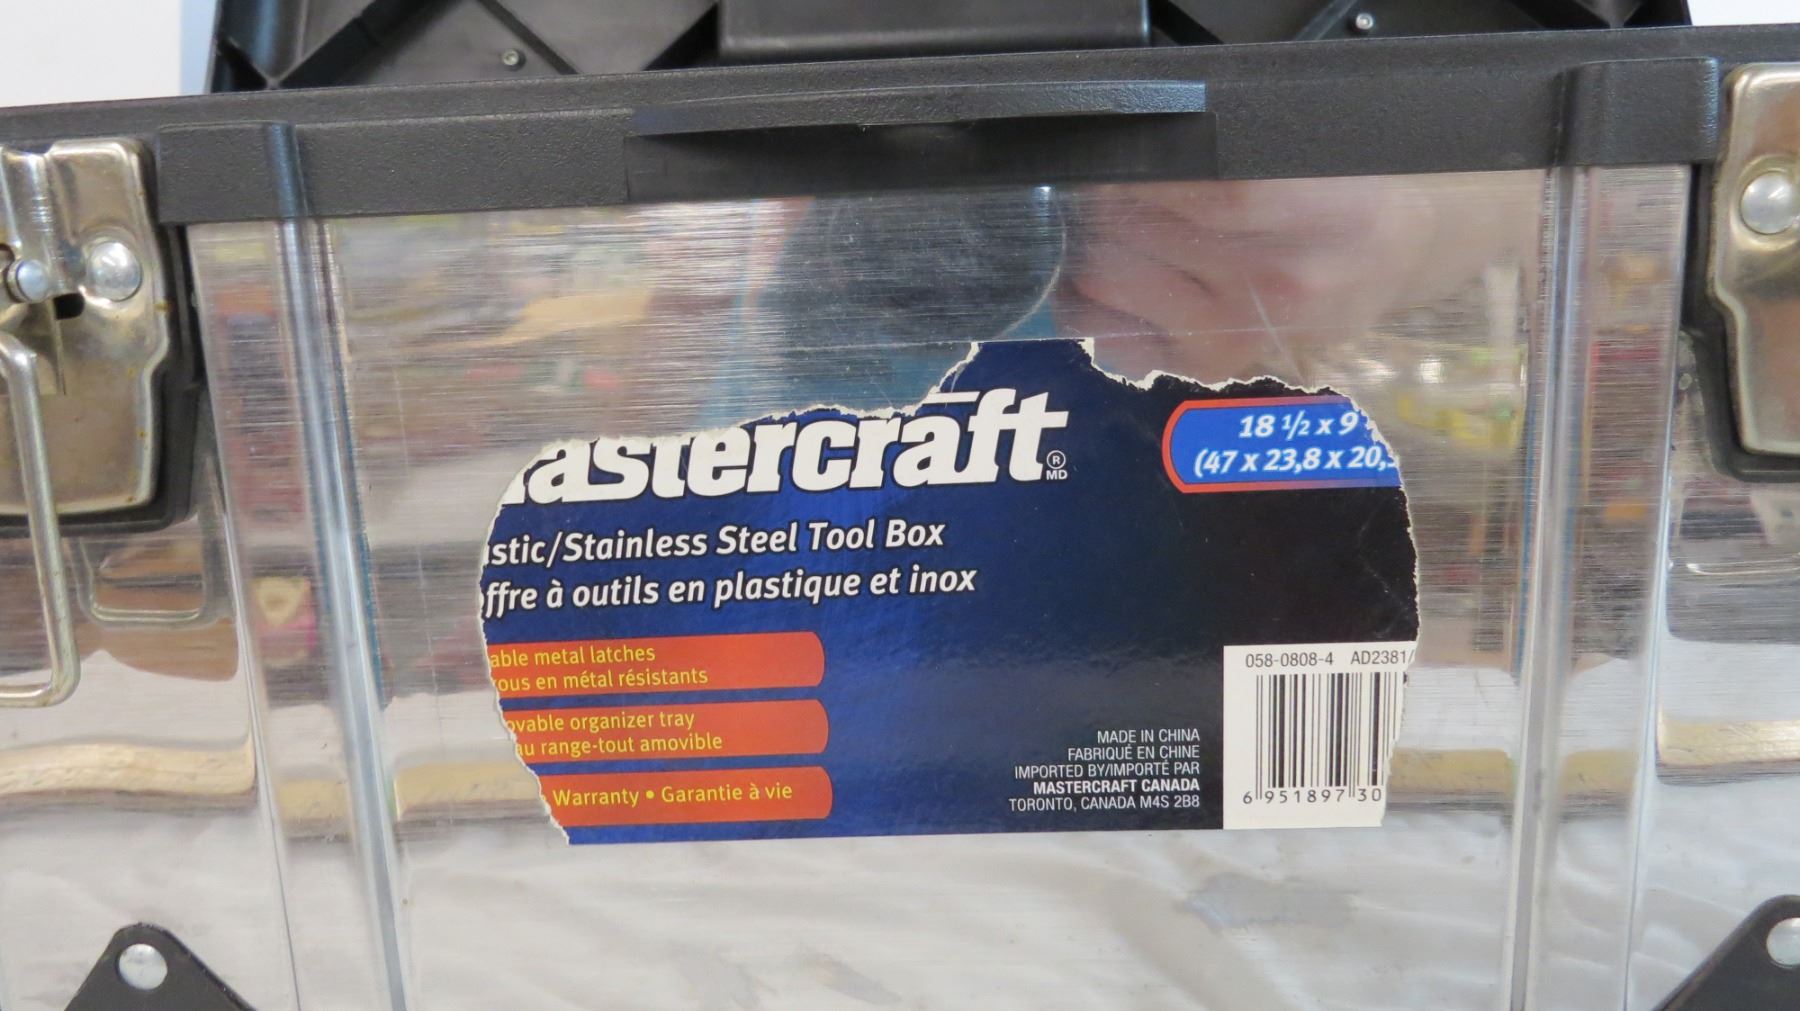 astercraft®
MD
18 1/2 x 9
(47 x 23,8 x 20,
astic/Stainless Steel Tool Box
ffre à outils en plastique et inox
able metal latches
rous en métal résistants
ovable organizer tray
au range-tout amovible
Warranty • Garantie à vie
MADE IN CHINA
FABRIQUÉ EN CHINE
IMPORTED BY/IMPORTÉ PAR
MASTERCRAFT CANADA
TORONTO, CANADA M4S 2B8
058-0808-4 AD2381/
6 951897 30